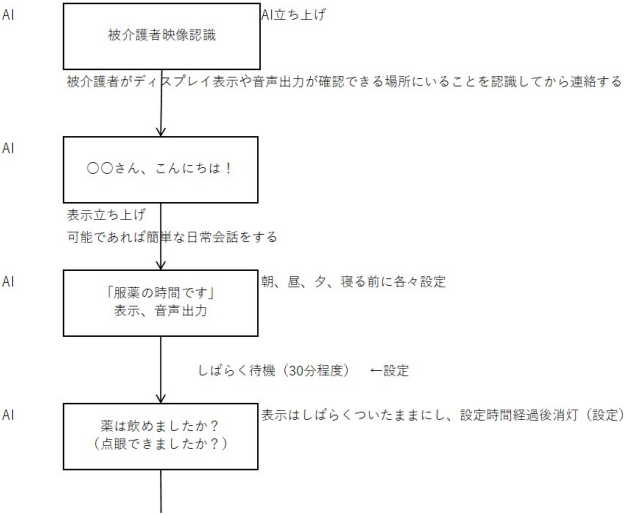 AI
被介護者映像認識
AI立ち上げ
被介護者がディスプレイ表示や音声出力が確認できる場所にいることを認識してから連絡する
AI
〇〇さん、こんにちは！
表示立ち上げ
可能であれば簡単な日常会話をする
AI
「服薬の時間です」
表示、音声出力
朝、昼、夕、寝る前に各々設定
しばらく待機（30分程度）　←設定
AI
薬は飲めましたか？
（点眼できましたか？）
表示はしばらくついたままにし、設定時間経過後消灯（設定）